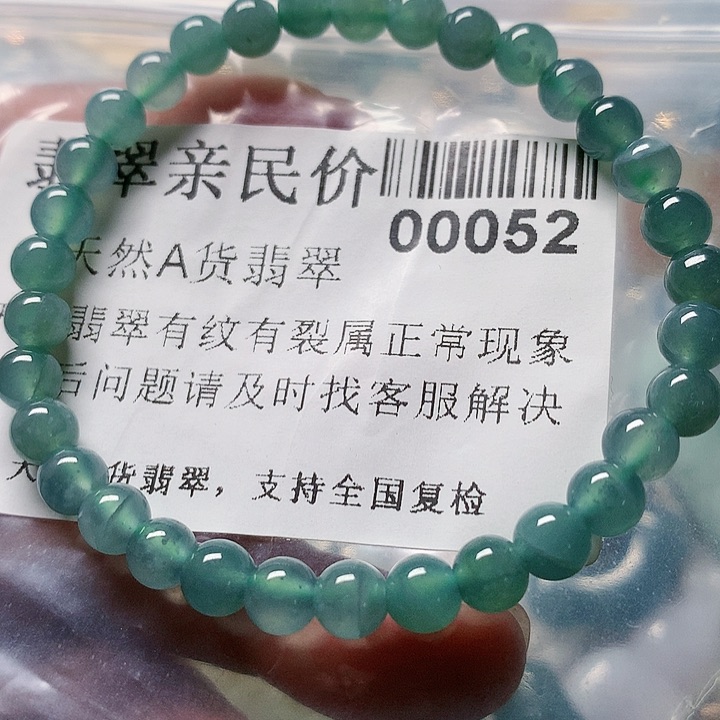 翡翠亲民价
00052
天然A货翡翠
翡翠有纹有裂属正常现象
后问题请及时找客服解决
货翡翠，支持全国复检